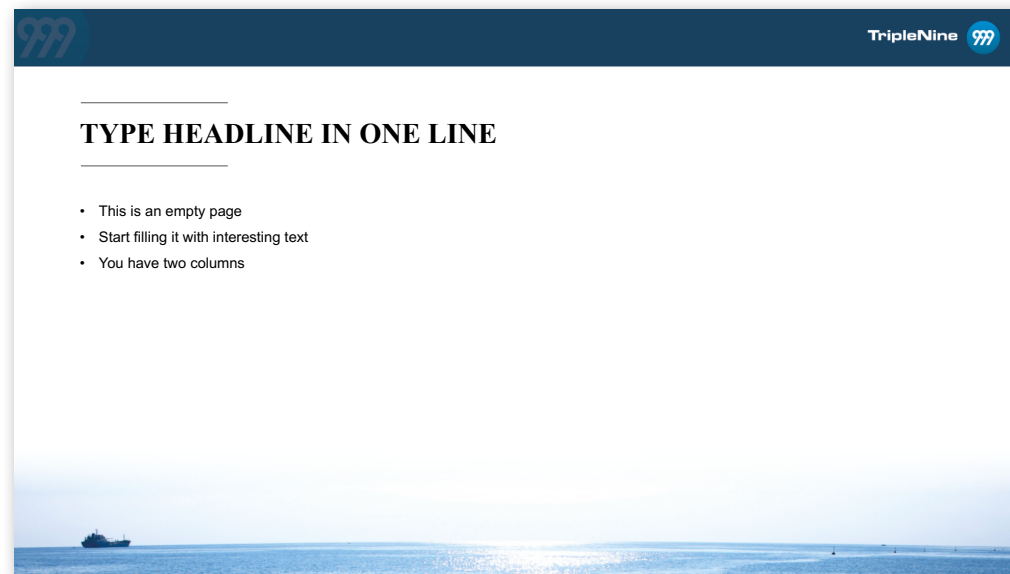 999
TripleNine 999
TYPE HEADLINE IN ONE LINE
• This is an empty page
• Start filling it with interesting text
• You have two columns